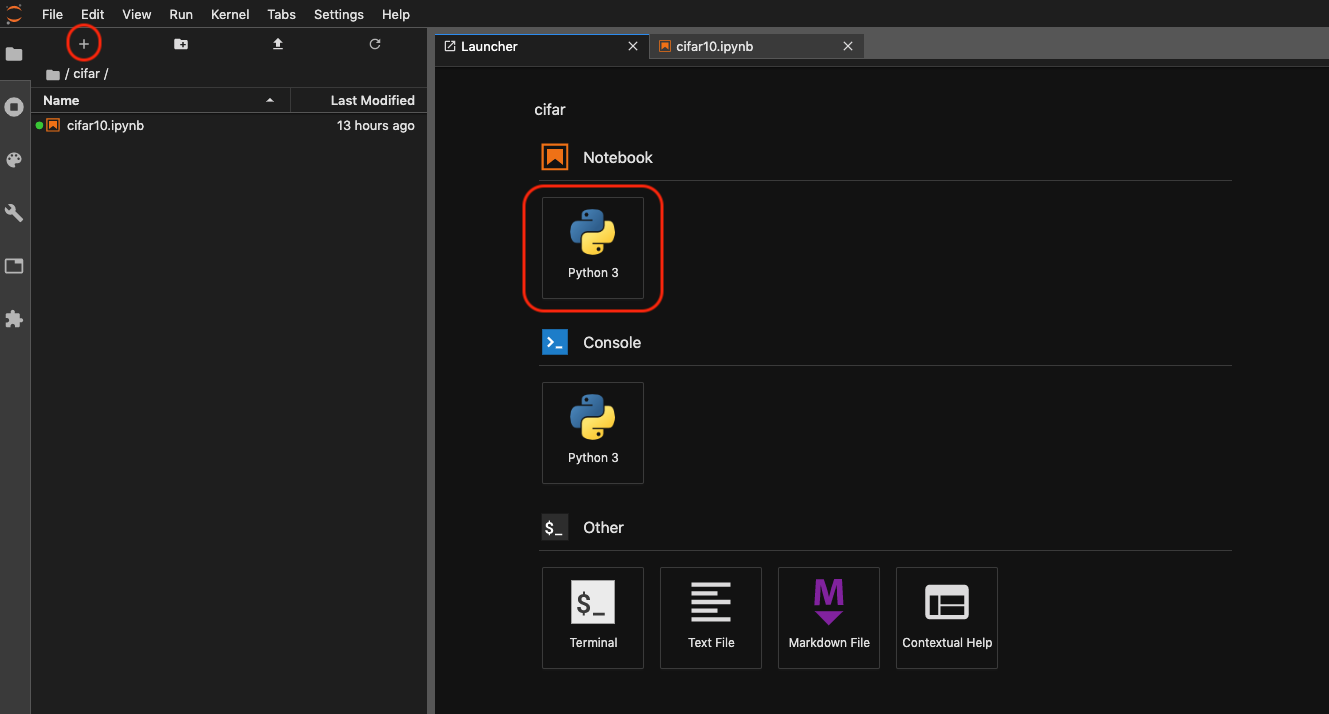 File Edit View Run Kernel Tabs Settings Help
/ cifar /
Name Last Modified
cifar10.ipynb 13 hours ago
Launcher cifar10.ipynb
cifar
Notebook
Python 3
Console
Python 3
$_ Other
$_
Terminal Text File Markdown File Contextual Help